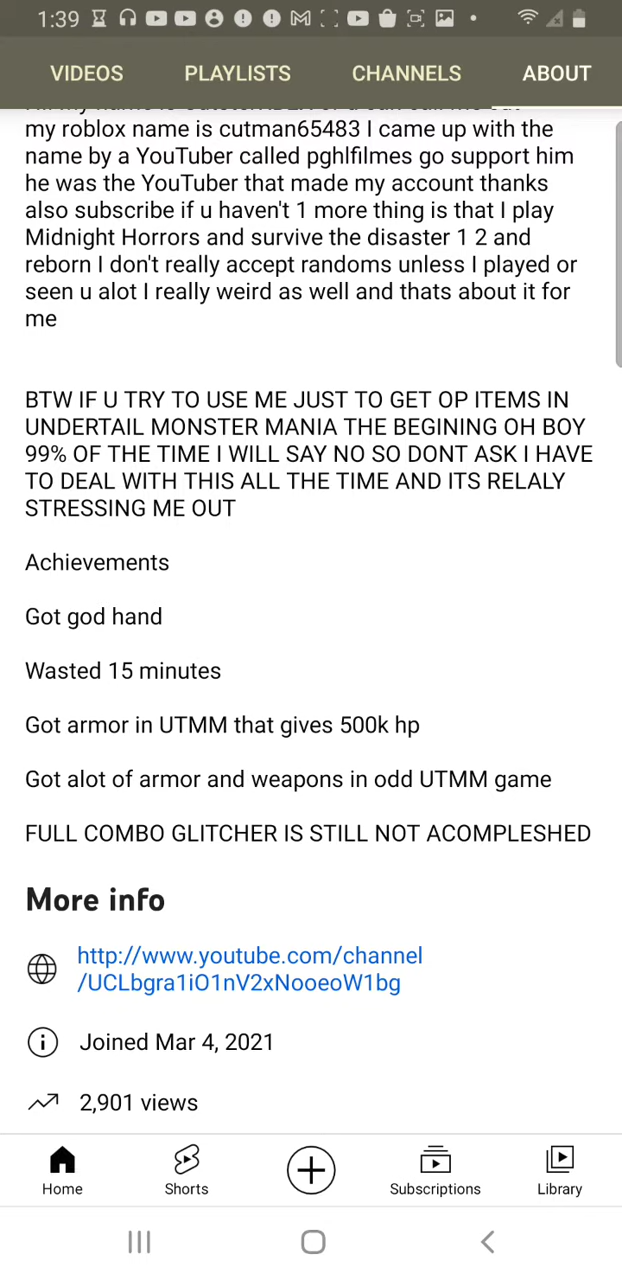 1:39
VIDEOS PLAYLISTS CHANNELS ABOUT
my roblox name is cutman65483 I came up with the
name by a YouTuber called pghlfilmes go support him
he was the YouTuber that made my account thanks
also subscribe if u haven't 1 more thing is that I play
Midnight Horrors and survive the disaster 1 2 and
reborn I don't really accept randoms unless I played or
seen u alot I really weird as well and thats about it for
me
BTW IF U TRY TO USE ME JUST TO GET OP ITEMS IN
UNDERTAIL MONSTER MANIA THE BEGINING OH BOY
99% OF THE TIME I WILL SAY NO SO DONT ASK I HAVE
TO DEAL WITH THIS ALL THE TIME AND ITS RELALY
STRESSING ME OUT
Achievements
Got god hand
Wasted 15 minutes
Got armor in UTMM that gives 500k hp
Got alot of armor and weapons in odd UTMM game
FULL COMBO GLITCHER IS STILL NOT ACOMPLESHED
More info
http://www.youtube.com/channel
/UCLbgra1iO1nV2xNooeoW1bg
Joined Mar 4, 2021
2,901 views
Home Shorts Subscriptions Library